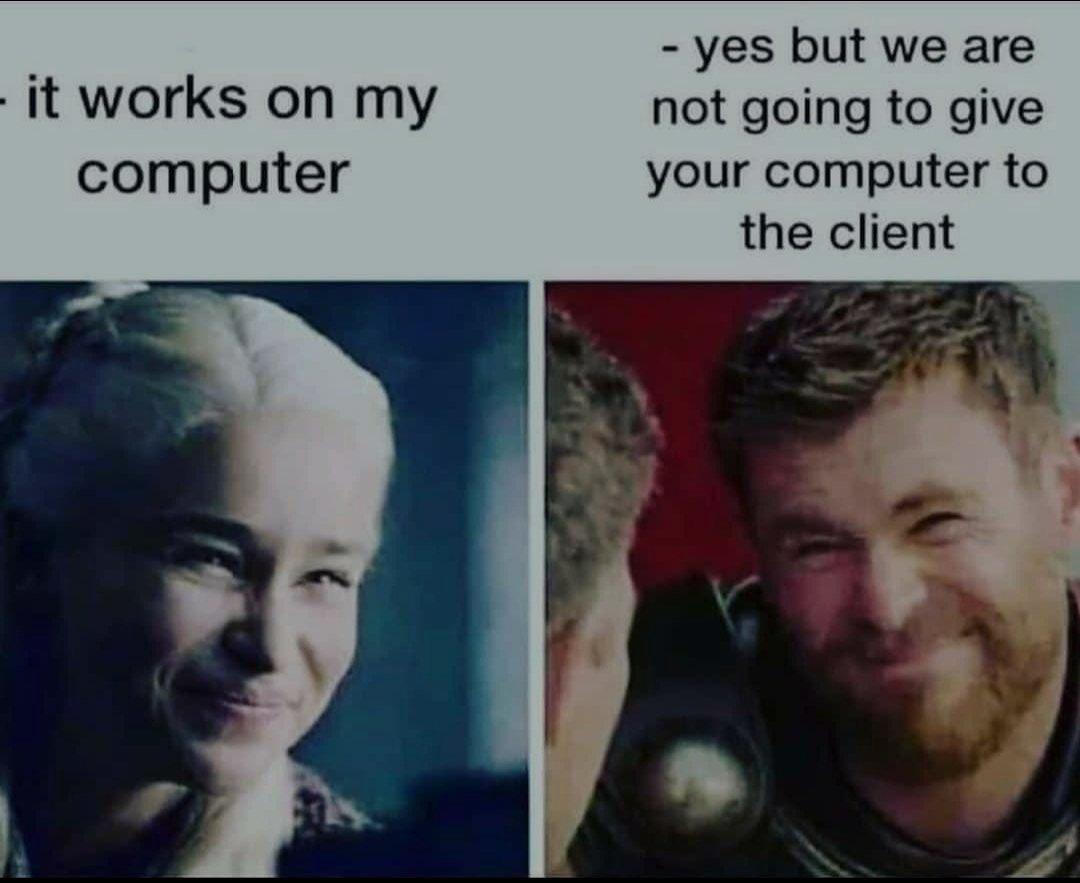 - it works on my
computer
- yes but we are
not going to give
your computer to
the client